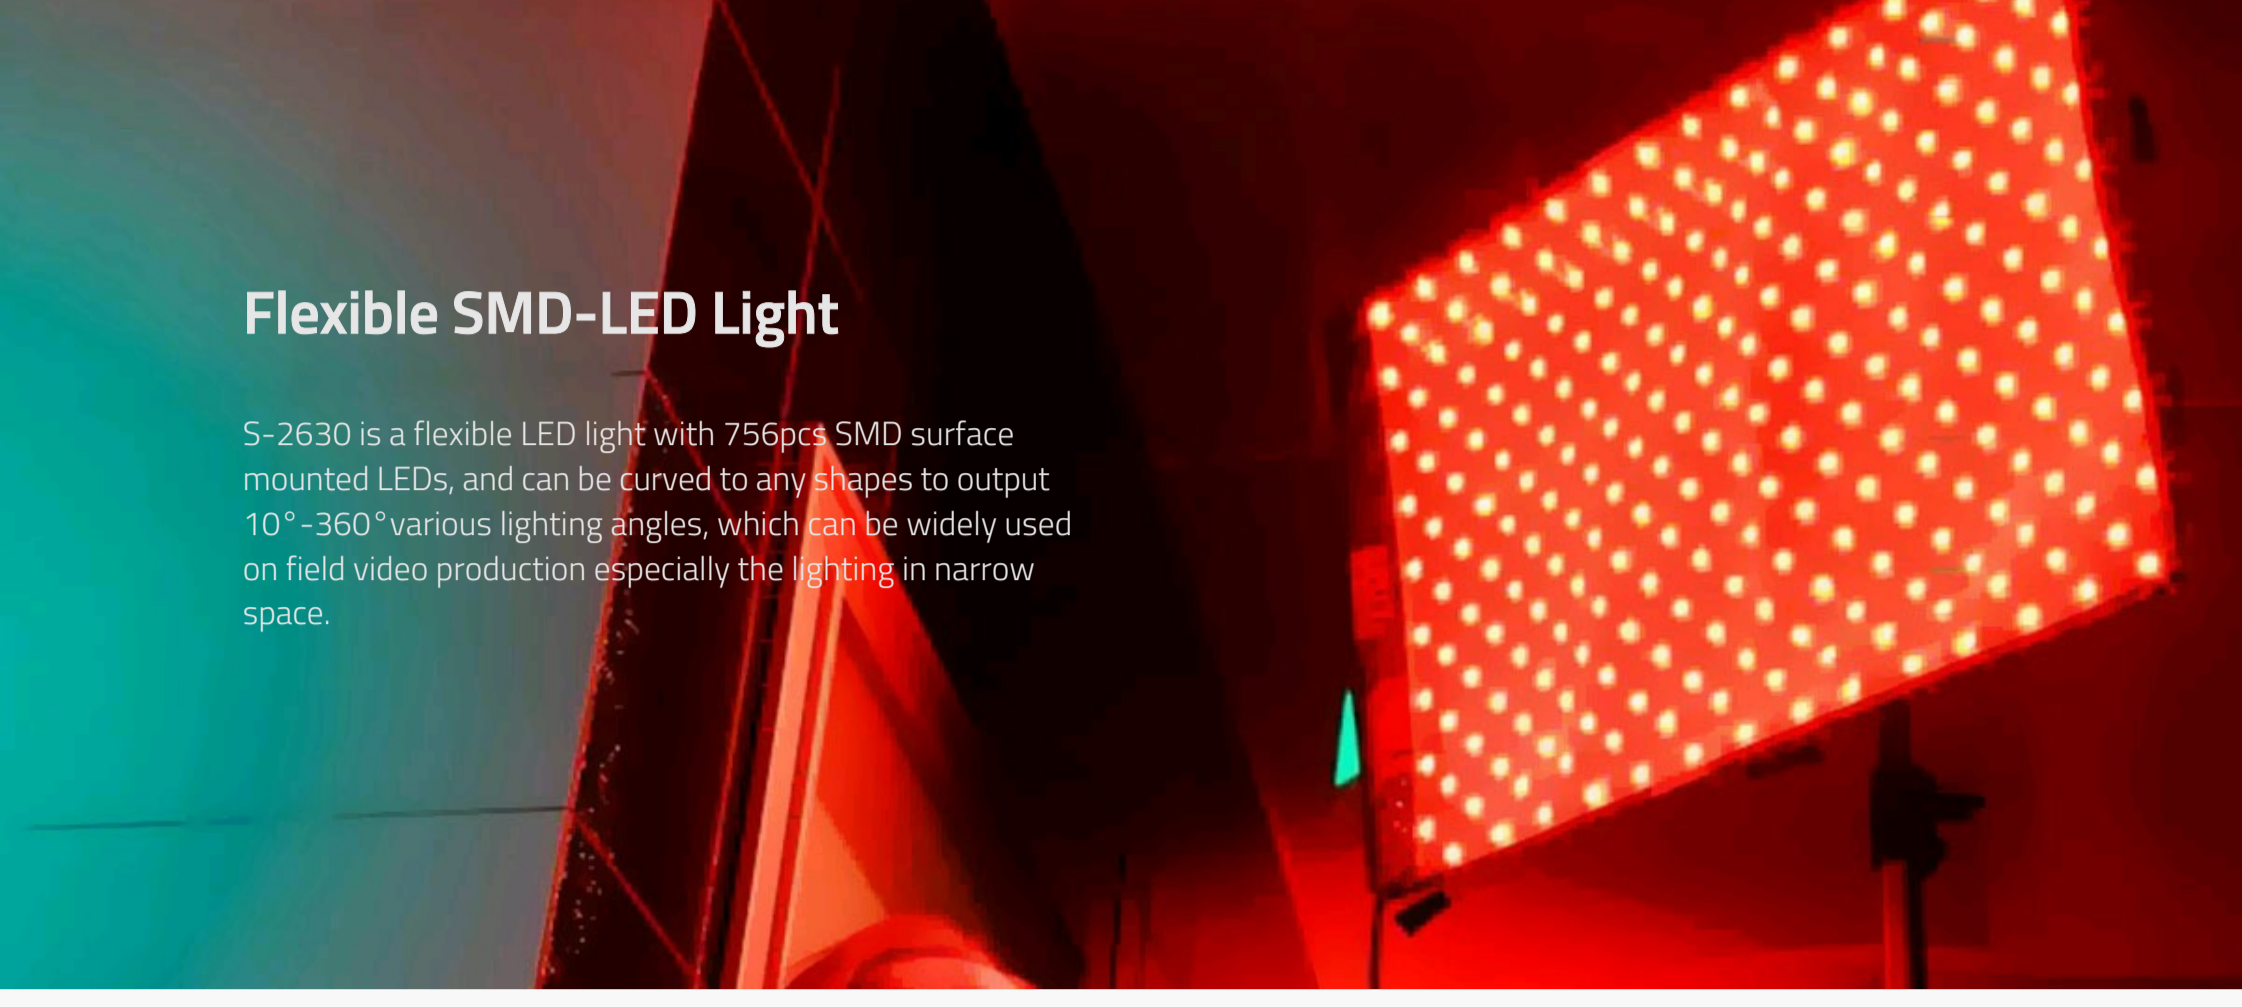 Flexible SMD-LED Light
S-2630 is a flexible LED light with 756pcs SMD surface
mounted LEDs, and can be curved to any shapes to output
10°-360°various lighting angles, which can be widely used
on field video production especially the lighting in narrow
space.